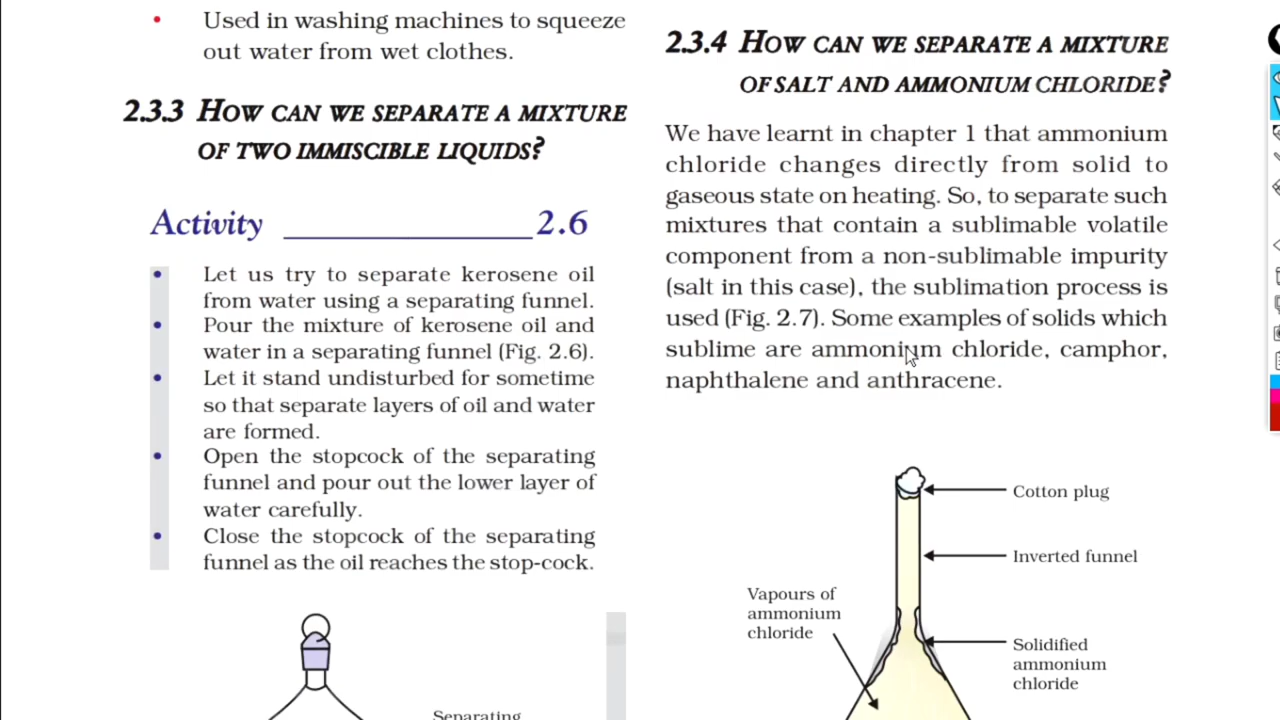 • Used in washing machines to squeeze
out water from wet clothes.
2.3.3 HOW CAN WE SEPARATE A MIXTURE
OF TWO IMMISCIBLE LIQUIDS?
Activity ______________ 2.6
• Let us try to separate kerosene oil
from water using a separating funnel.
• Pour the mixture of kerosene oil and
water in a separating funnel (Fig. 2.6).
• Let it stand undisturbed for sometime
so that separate layers of oil and water
are formed.
• Open the stopcock of the separating
funnel and pour out the lower layer of
water carefully.
• Close the stopcock of the separating
funnel as the oil reaches the stop-cock.
Separating
2.3.4 HOW CAN WE SEPARATE A MIXTURE
OF SALT AND AMMONIUM CHLORIDE?
We have learnt in chapter 1 that ammonium
chloride changes directly from solid to
gaseous state on heating. So, to separate such
mixtures that contain a sublimable volatile
component from a non-sublimable impurity
(salt in this case), the sublimation process is
used (Fig. 2.7). Some examples of solids which
sublime are ammonium chloride, camphor,
naphthalene and anthracene.
Cotton plug
Inverted funnel
Vapours of
ammonium
chloride
Solidified
ammonium
chloride